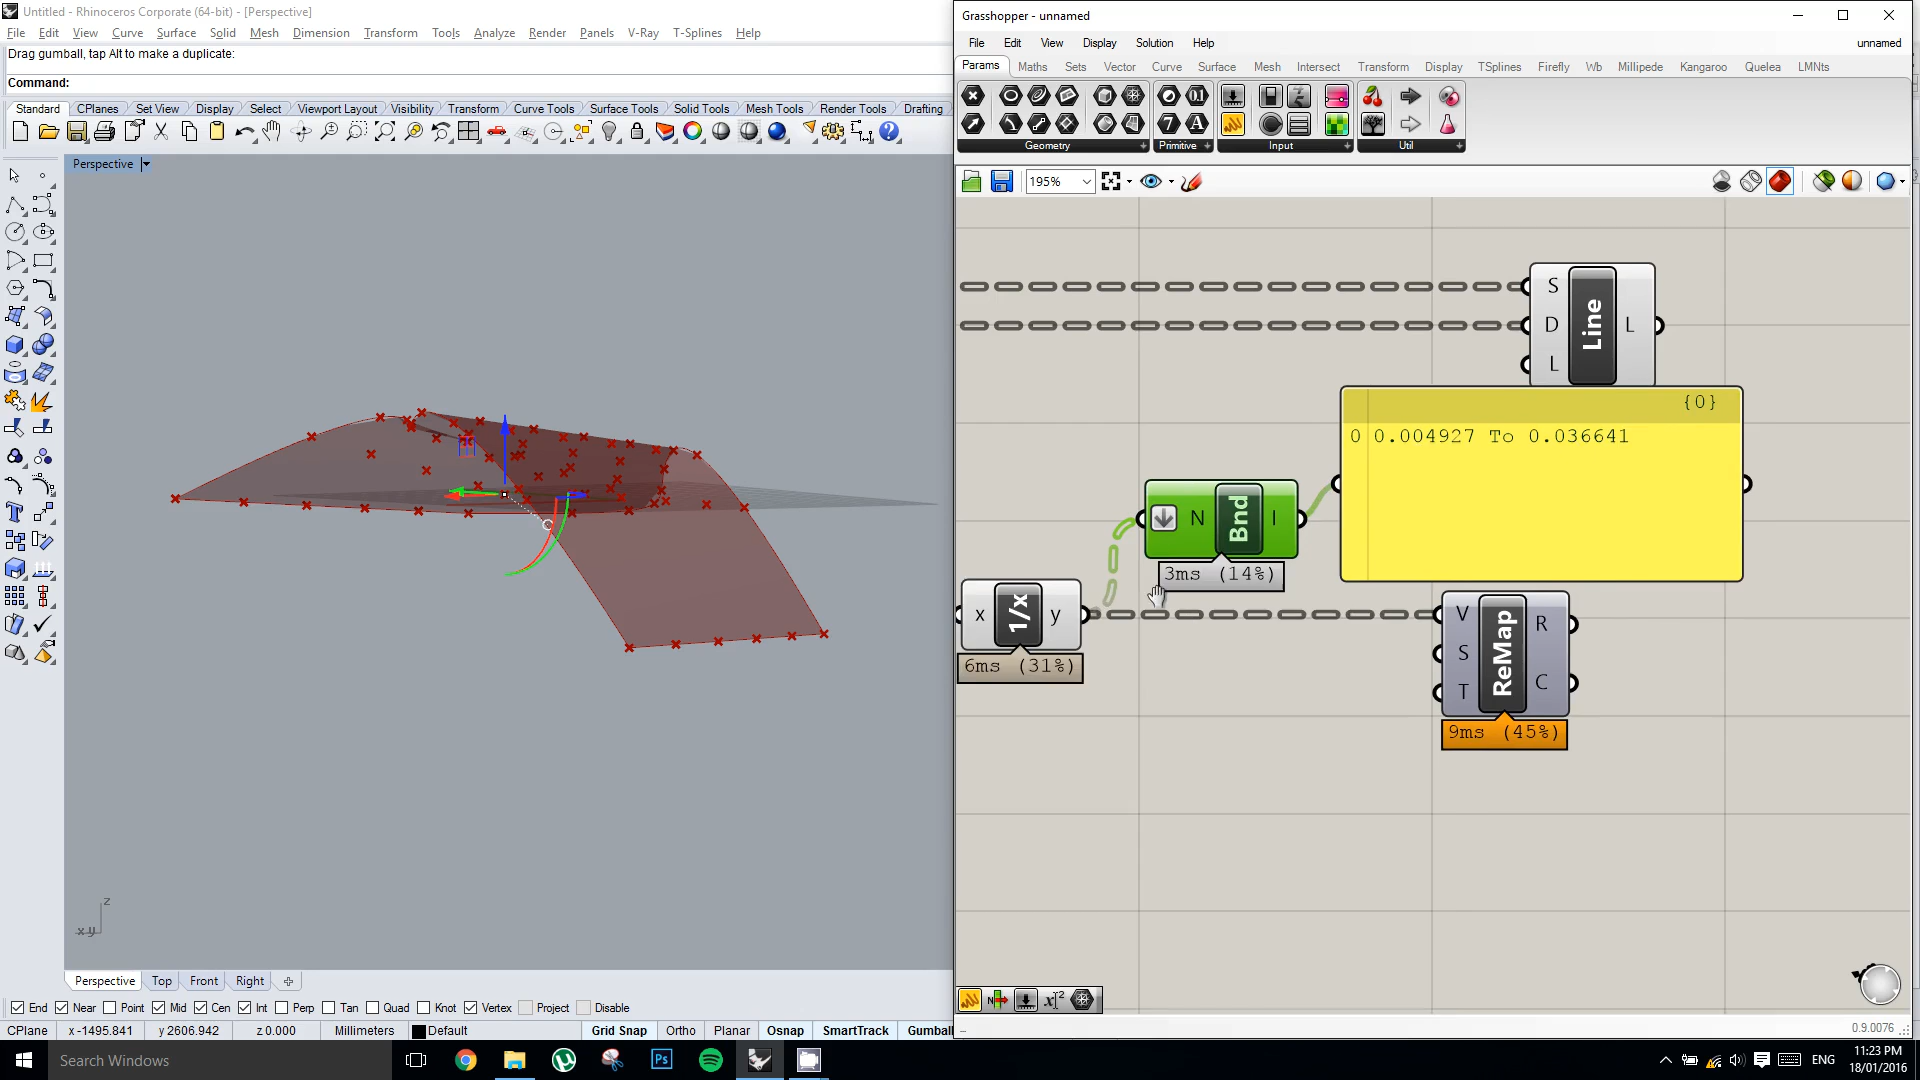 Untitled - Rhinoceros Corporate (64-bit) - [Perspective]
File Edit View Curve Surface Solid Mesh Dimension Transform Tools Analyze Render Panels V-Ray T-Splines Help
Drag gumball, tap Alt to make a duplicate:
Command:
Standard CPlanes Set View Display Select Viewport Layout Visibility Transform Curve Tools Surface Tools Solid Tools Mesh Tools Render Tools Drafting
Perspective
z
x y
Perspective Top Front Right
End Near Point Mid Cen Int Perp Tan Quad Knot Vertex Project Disable
CPlane x -1495.841 y 2606.942 z 0.000 Millimeters Default Grid Snap Ortho Planar Osnap SmartTrack Gumball
Grasshopper - unnamed
File Edit View Display Solution Help unnamed
Params Maths Sets Vector Curve Surface Mesh Intersect Transform Display TSplines Firefly Wb Millipede Kangaroo Quelea LMNts
Geometry Primitive Input Util
195%
S
D Line L
L
{0}
0 0.004927 To 0.036641
N Bnd I
3ms (14%)
x 1/x y
6ms (31%)
V R
S ReMap
T C
9ms (45%)
0.9.0076
Search Windows
Ps
ENG
11:23 PM
18/01/2016